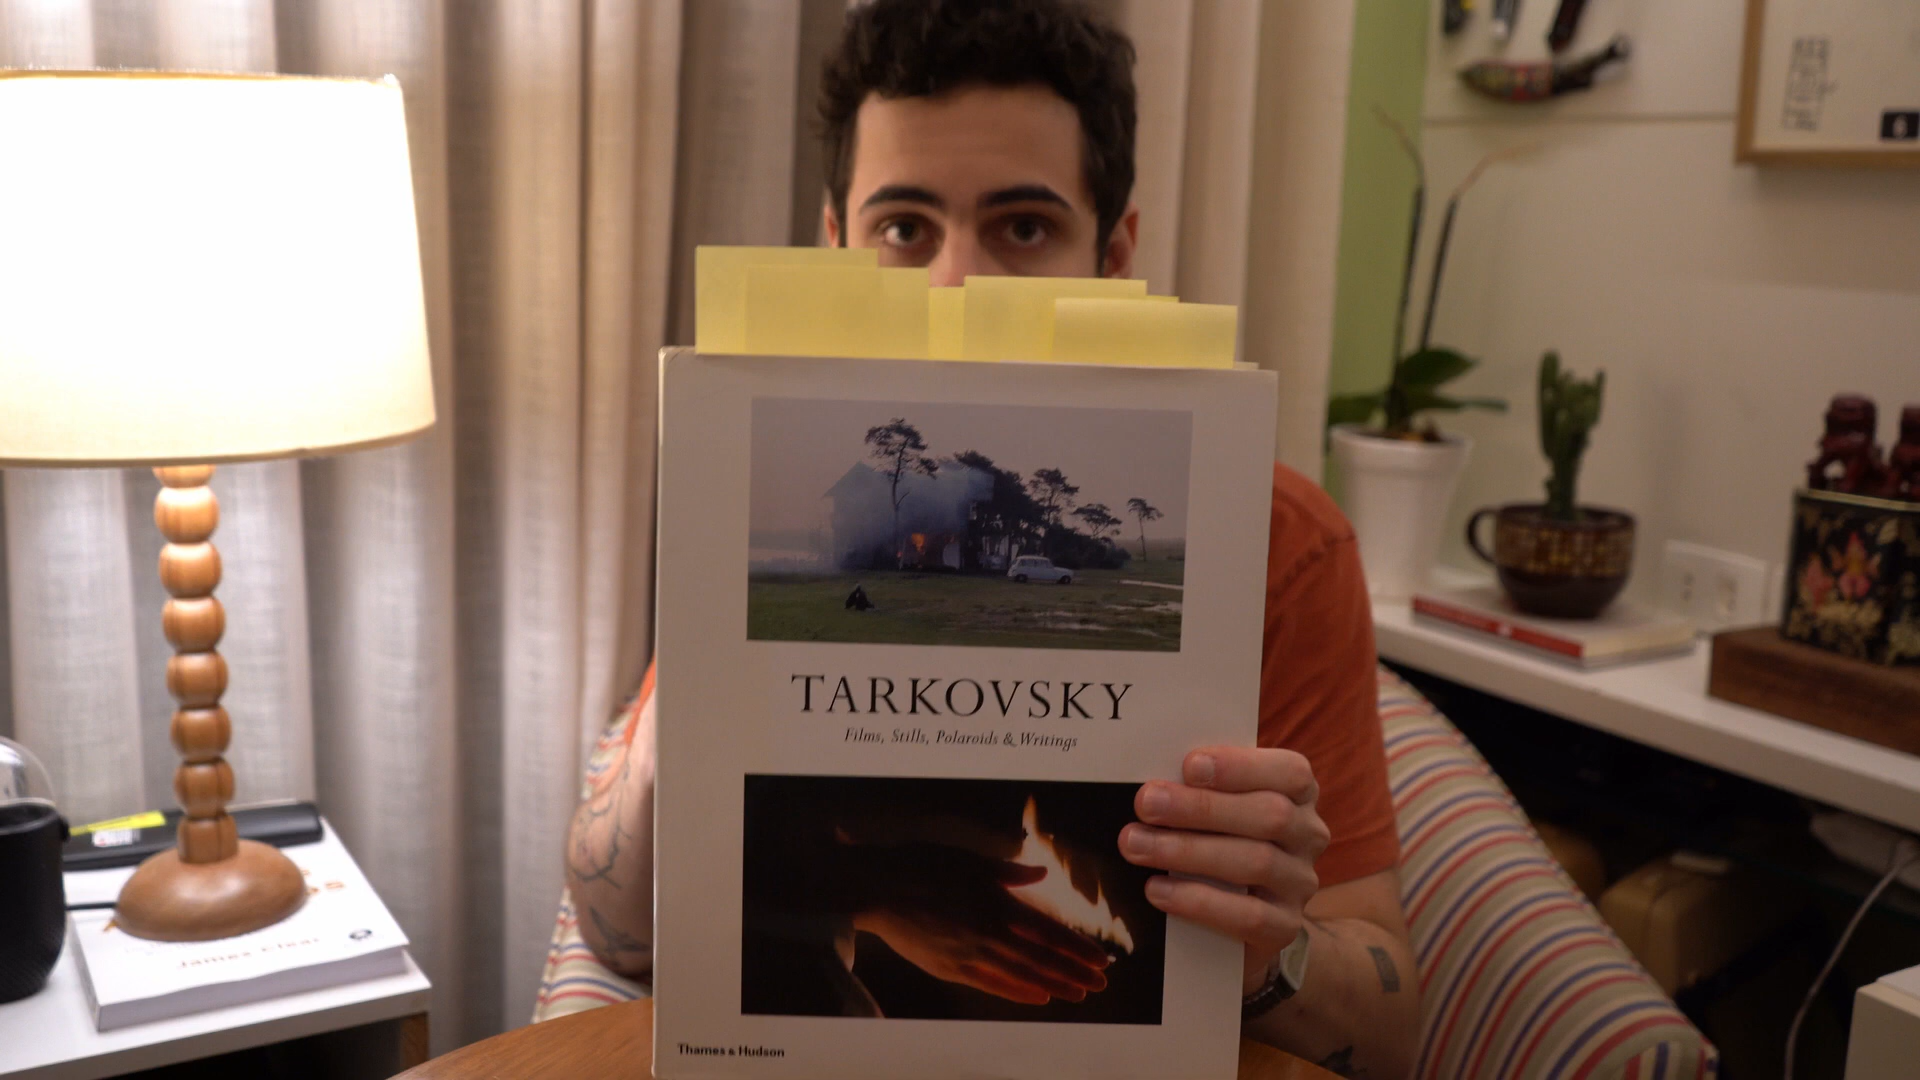 TARKOVSKY
Films, Stills, Polaroids & Writings
Thames & Hudson
James Clear